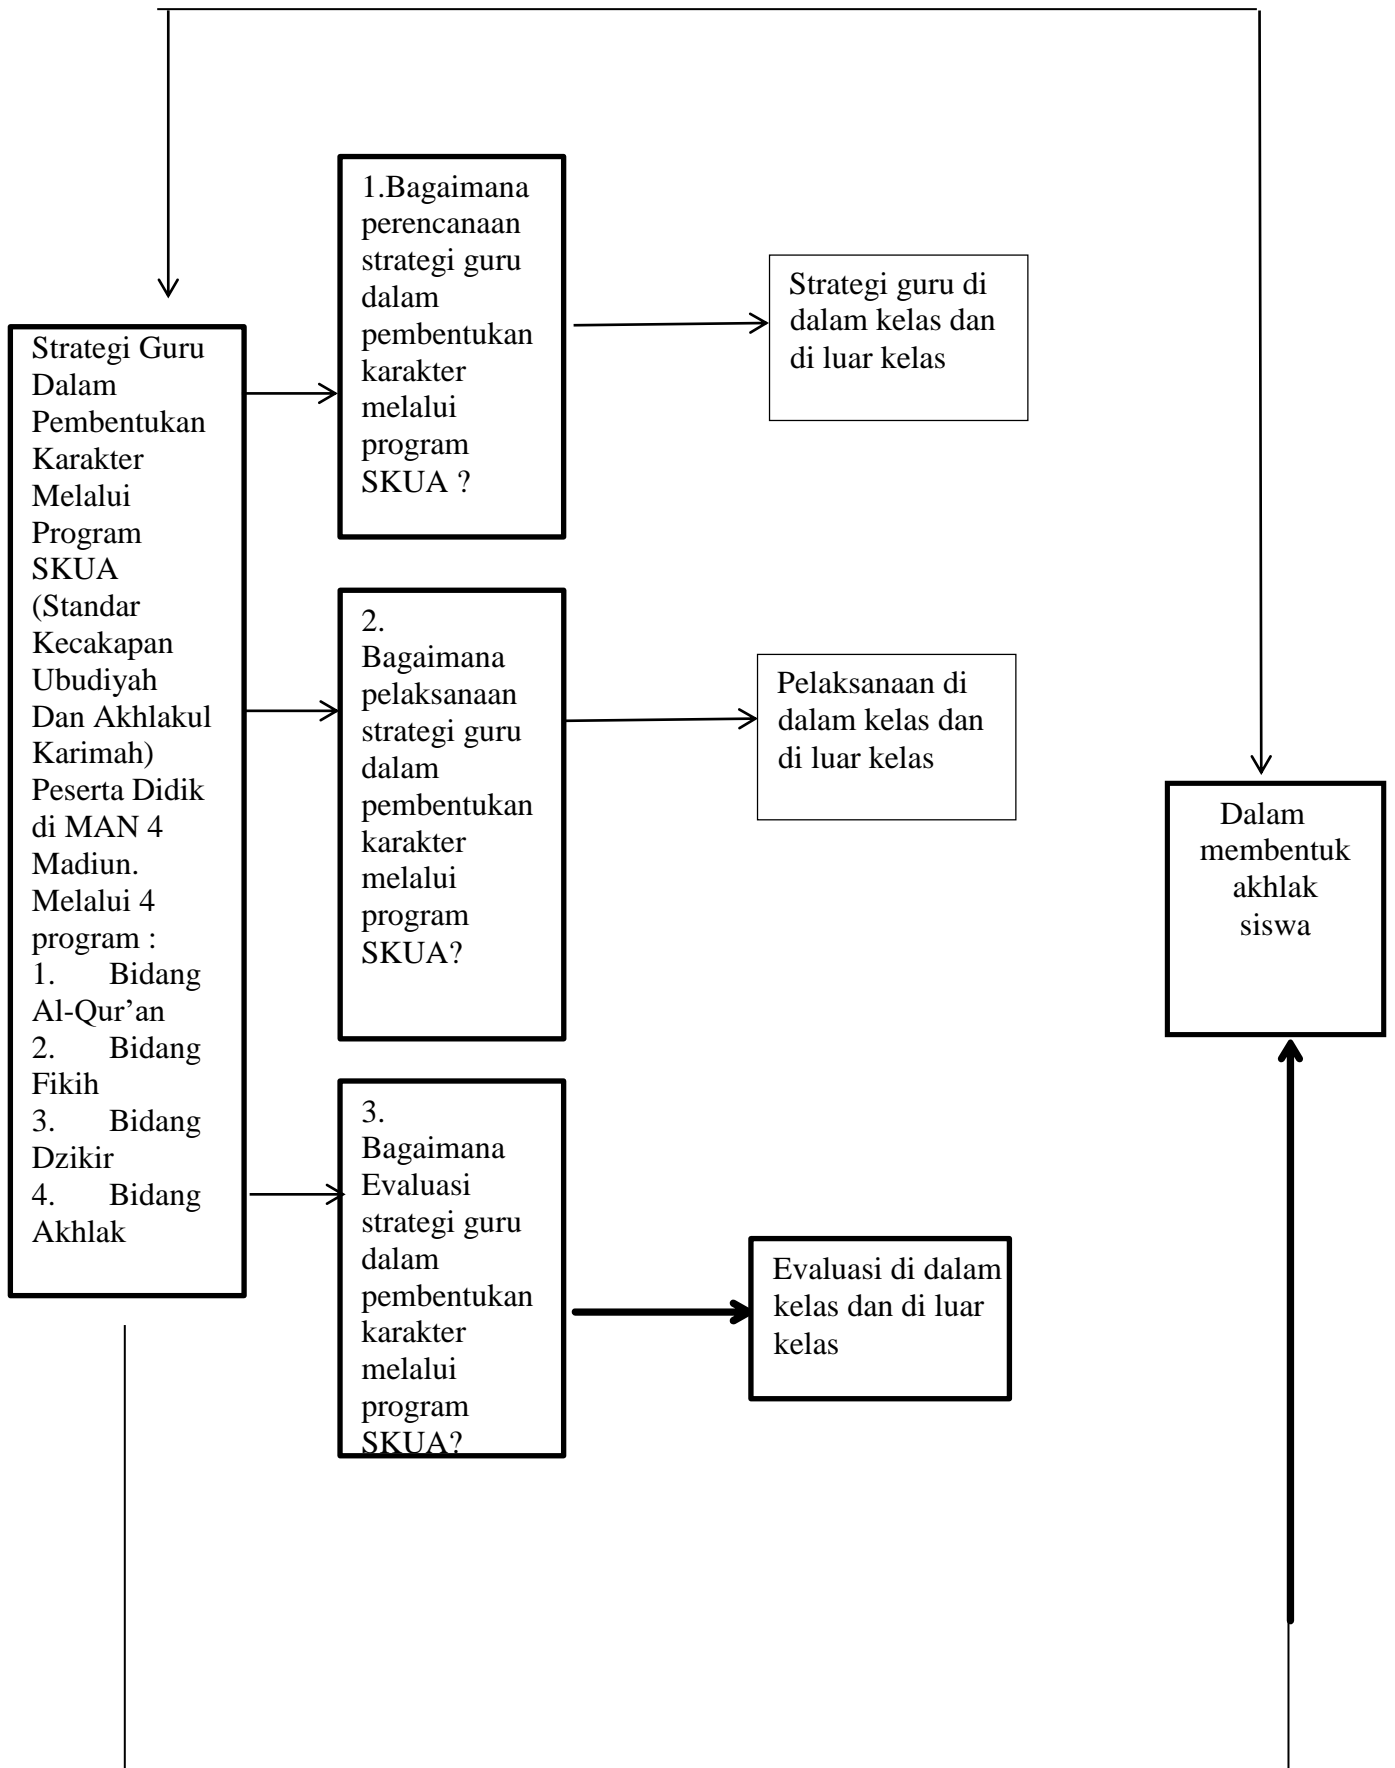 Strategi Guru
Dalam
Pembentukan
Karakter
Melalui
Program
SKUA
(Standar
Kecakapan
Ubudiyah
Dan Akhlakul
Karimah)
Peserta Didik
di MAN 4
Madiun.
Melalui 4
program :
1. Bidang
Al-Qur’an
2. Bidang
Fikih
3. Bidang
Dzikir
4. Bidang
Akhlak
1.Bagaimana
perencanaan
strategi guru
dalam
pembentukan
karakter
melalui
program
SKUA ?
Strategi guru di
dalam kelas dan
di luar kelas
2.
Bagaimana
pelaksanaan
strategi guru
dalam
pembentukan
karakter
melalui
program
SKUA?
Pelaksanaan di
dalam kelas dan
di luar kelas
3.
Bagaimana
Evaluasi
strategi guru
dalam
pembentukan
karakter
melalui
program
SKUA?
Evaluasi di dalam
kelas dan di luar
kelas
Dalam
membentuk
akhlak
siswa